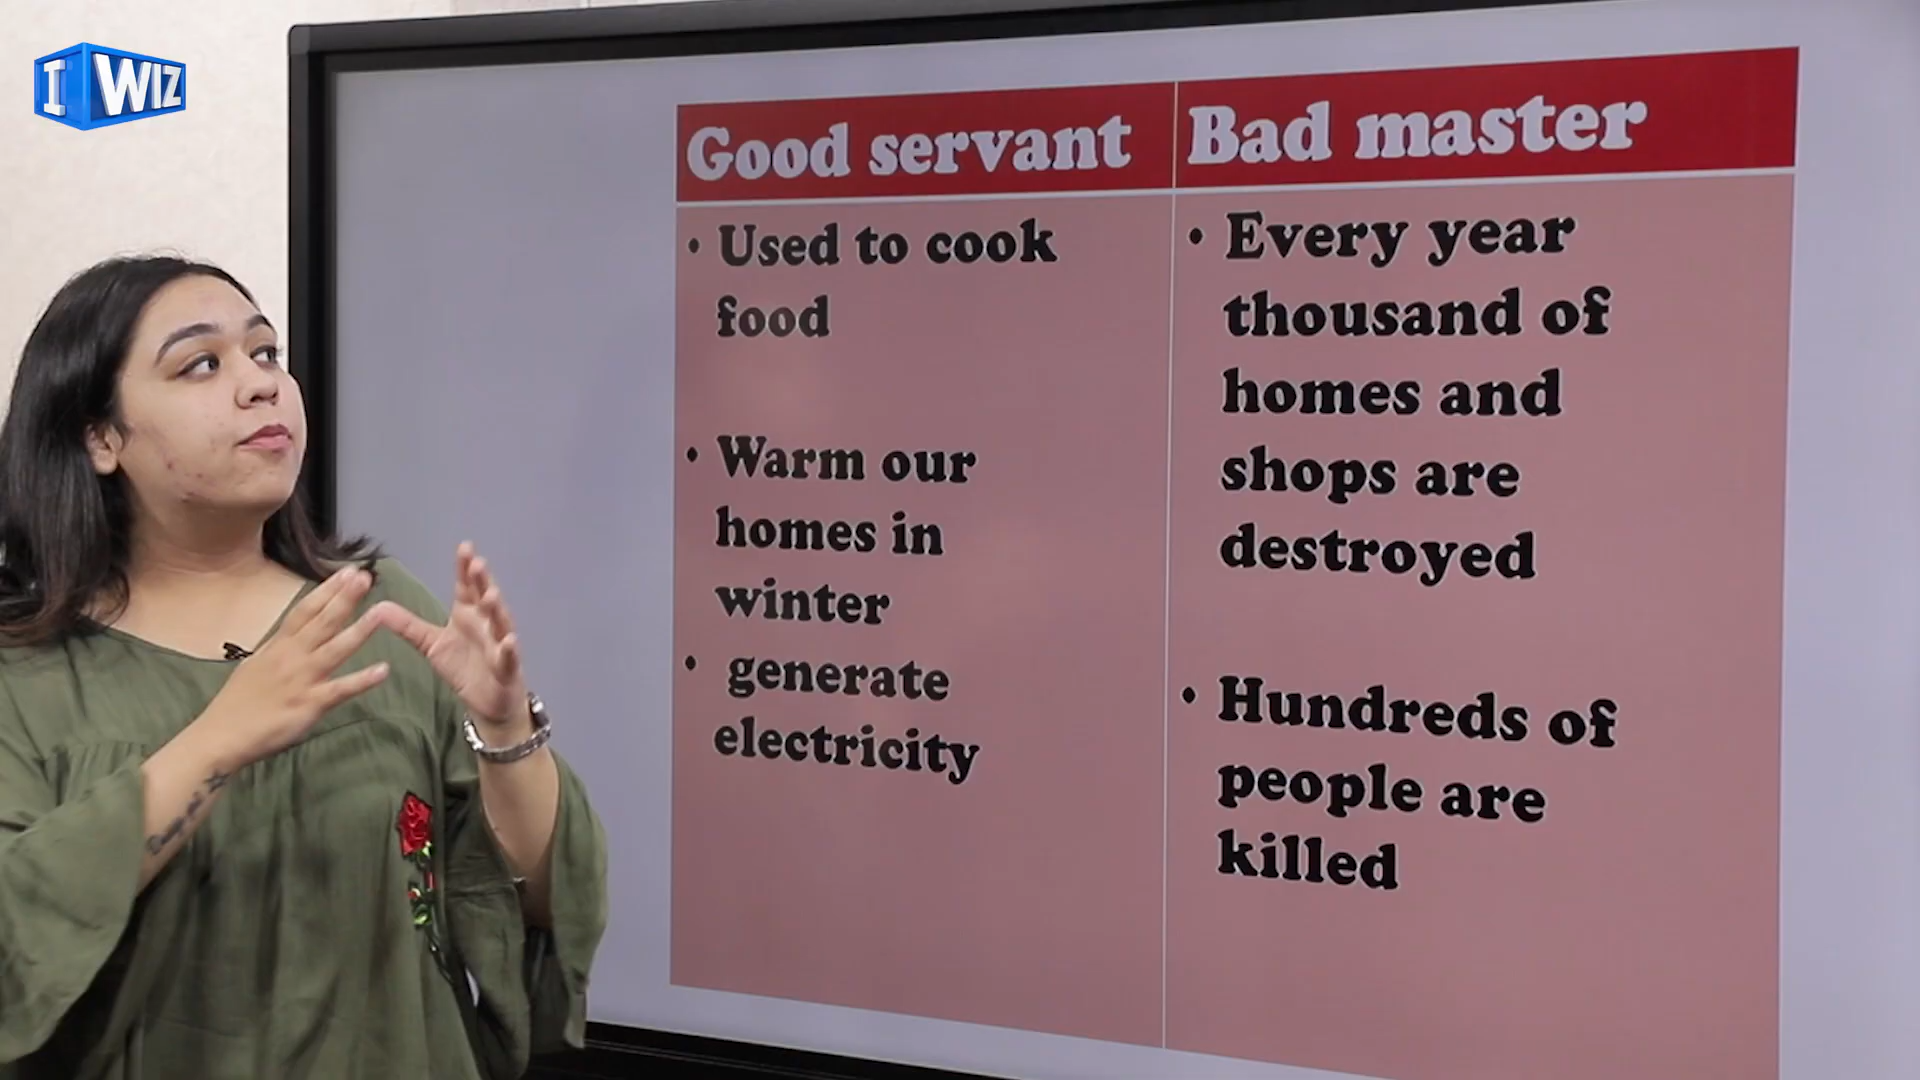 I WIZ
Good servant
Bad master
• Used to cook
food
• Warm our
homes in
winter
• generate
electricity
• Every year
thousand of
homes and
shops are
destroyed
• Hundreds of
people are
killed